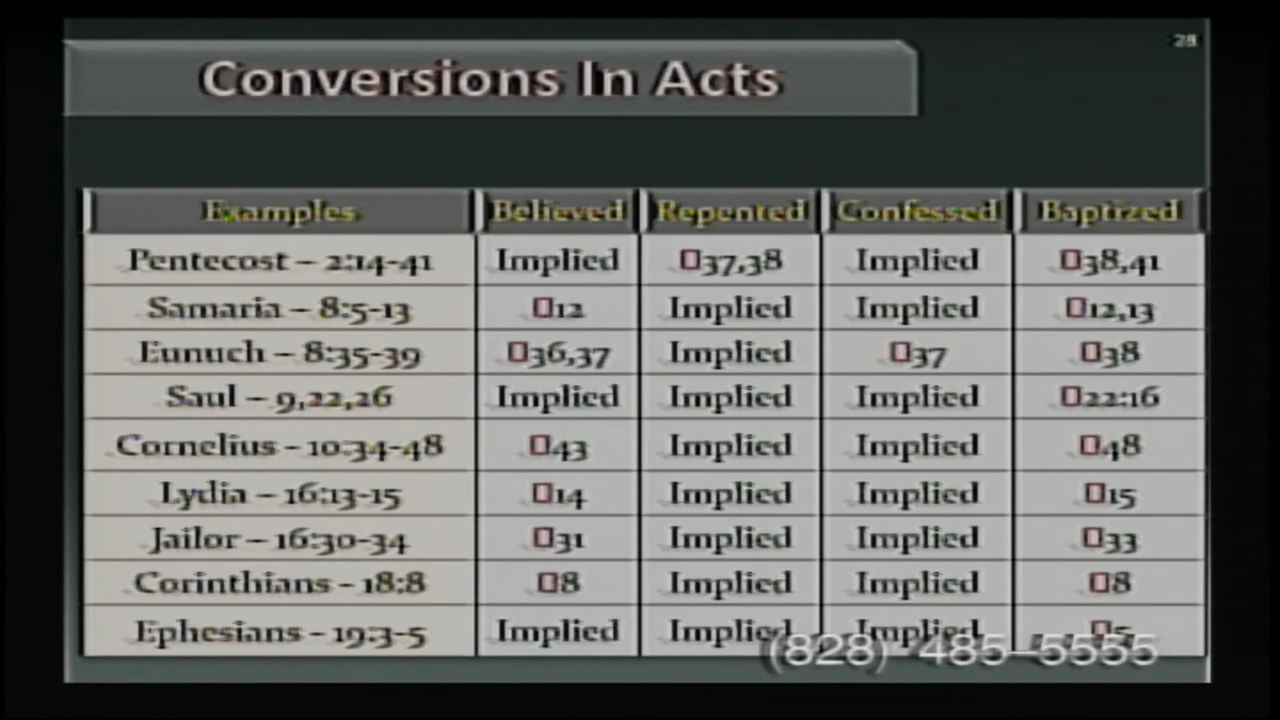 28
Conversions In Acts
Examples Believed Repented Confessed Baptized
Pentecost – 2:14-41 Implied 37,38 Implied 38,41
Samaria – 8:5-13 12 Implied Implied 12,13
Eunuch – 8:35-39 36,37 Implied 37 38
Saul – 9,22,26 Implied Implied Implied 22:16
Cornelius - 10:34-48 43 Implied Implied 48
Lydia – 16:13-15 14 Implied Implied 15
Jailor – 16:30-34 31 Implied Implied 33
Corinthians - 18:8 8 Implied Implied 8
Ephesians - 19:3-5 Implied Implied Implied 5
(828) 485-5555